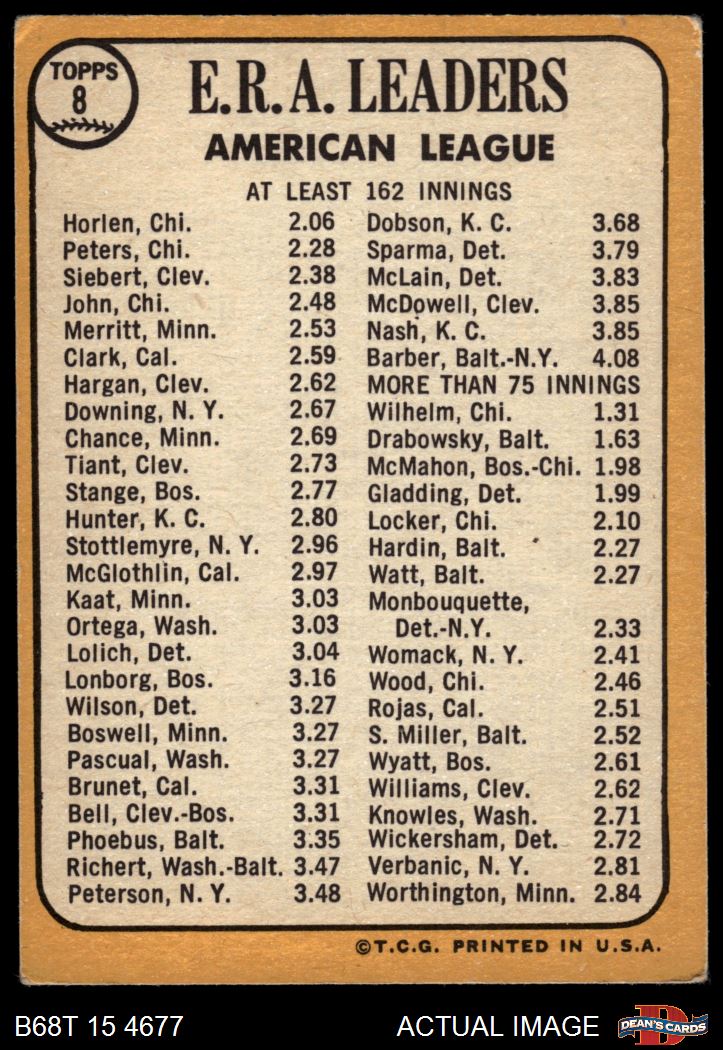 TOPPS
8
E.R.A. LEADERS
AMERICAN LEAGUE
AT LEAST 162 INNINGS
Horlen, Chi. 2.06
Peters, Chi. 2.28
Siebert, Clev. 2.38
John, Chi. 2.48
Merritt, Minn. 2.53
Clark, Cal. 2.59
Hargan, Clev. 2.62
Downing, N. Y. 2.67
Chance, Minn. 2.69
Tiant, Clev. 2.73
Stange, Bos. 2.77
Hunter, K. C. 2.80
Stottlemyre, N. Y. 2.96
McGlothlin, Cal. 2.97
Kaat, Minn. 3.03
Ortega, Wash. 3.03
Lolich, Det. 3.04
Lonborg, Bos. 3.16
Wilson, Det. 3.27
Boswell, Minn. 3.27
Pascual, Wash. 3.27
Brunet, Cal. 3.31
Bell, Clev.-Bos. 3.31
Phoebus, Balt. 3.35
Richert, Wash.-Balt. 3.47
Peterson, N. Y. 3.48
Dobson, K. C. 3.68
Sparma, Det. 3.79
McLain, Det. 3.83
McDowell, Clev. 3.85
Nash, K. C. 3.85
Barber, Balt.-N.Y. 4.08
MORE THAN 75 INNINGS
Wilhelm, Chi. 1.31
Drabowsky, Balt. 1.63
McMahon, Bos.-Chi. 1.98
Gladding, Det. 1.99
Locker, Chi. 2.10
Hardin, Balt. 2.27
Watt, Balt. 2.27
Monbouquette,
Det.-N.Y. 2.33
Womack, N. Y. 2.41
Wood, Chi. 2.46
Rojas, Cal. 2.51
S. Miller, Balt. 2.52
Wyatt, Bos. 2.61
Williams, Clev. 2.62
Knowles, Wash. 2.71
Wickersham, Det. 2.72
Verbanic, N. Y. 2.81
Worthington, Minn. 2.84
©T.C.G. PRINTED IN U.S.A.
B68T 15 4677 ACTUAL IMAGE
DEAN'S CARDS